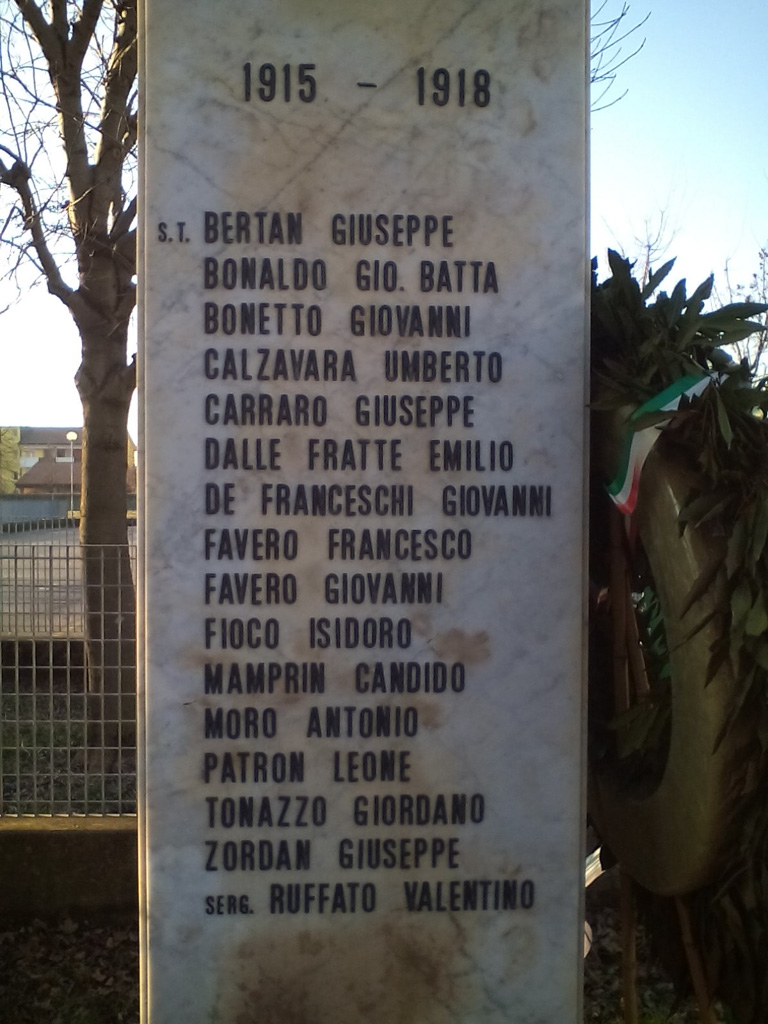 1915 - 1918
S.T. BERTAN GIUSEPPE
BONALDO GIO. BATTA
BONETTO GIOVANNI
CALZAVARA UMBERTO
CARRARO GIUSEPPE
DALLE FRATTE EMILIO
DE FRANCESCHI GIOVANNI
FAVERO FRANCESCO
FAVERO GIOVANNI
FIOCO ISIDORO
MAMPRIN CANDIDO
MORO ANTONIO
PATRON LEONE
TONAZZO GIORDANO
ZORDAN GIUSEPPE
SERG. RUFFATO VALENTINO